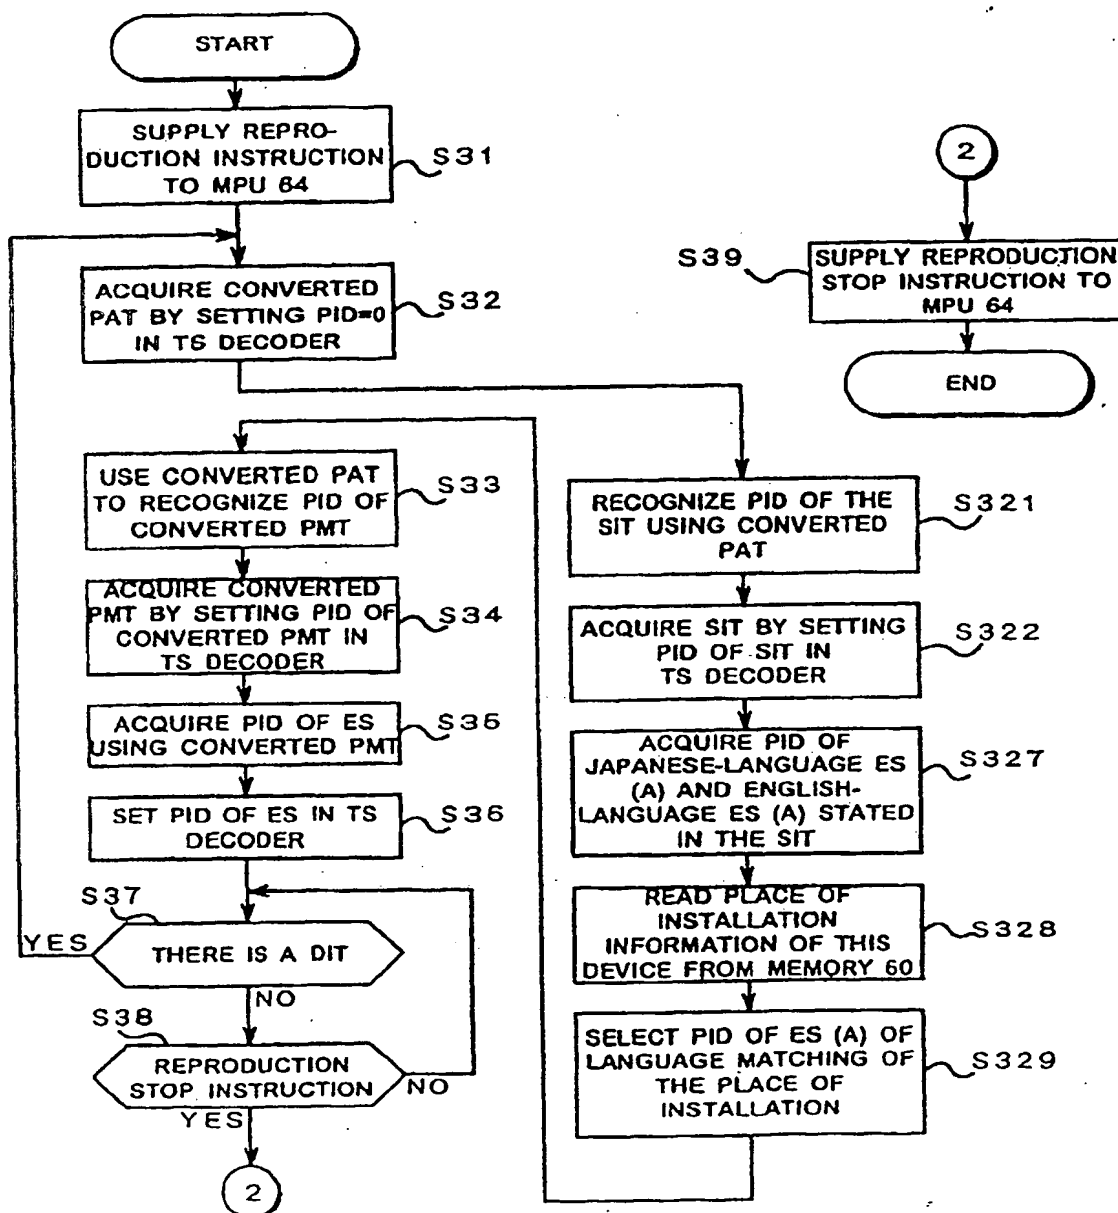 START
SUPPLY REPRO-
DUCTION INSTRUCTION
TO MPU 64
S31
ACQUIRE CONVERTED
PAT BY SETTING PID=0
IN TS DECODER
S32
USE CONVERTED PAT
TO RECOGNIZE PID OF
CONVERTED PMT
S33
ACQUIRE CONVERTED
PMT BY SETTING PID OF
CONVERTED PMT IN
TS DECODER
S34
ACQUIRE PID OF ES
USING CONVERTED PMT
S35
SET PID OF ES IN TS
DECODER
S36
S37
YES
THERE IS A DIT
NO
S38
REPRODUCTION
STOP INSTRUCTION
NO
YES
2
2
S39
SUPPLY REPRODUCTION
STOP INSTRUCTION TO
MPU 64
END
RECOGNIZE PID OF THE
SIT USING CONVERTED
PAT
S321
ACQUIRE SIT BY SETTING
PID OF SIT IN
TS DECODER
S322
ACQUIRE PID OF
JAPANESE-LANGUAGE ES
(A) AND ENGLISH-
LANGUAGE ES (A) STATED
IN THE SIT
S327
READ PLACE OF
INSTALLATION
INFORMATION OF THIS
DEVICE FROM MEMORY 60
S328
SELECT PID OF ES (A) OF
LANGUAGE MATCHING OF
THE PLACE OF
INSTALLATION
S329